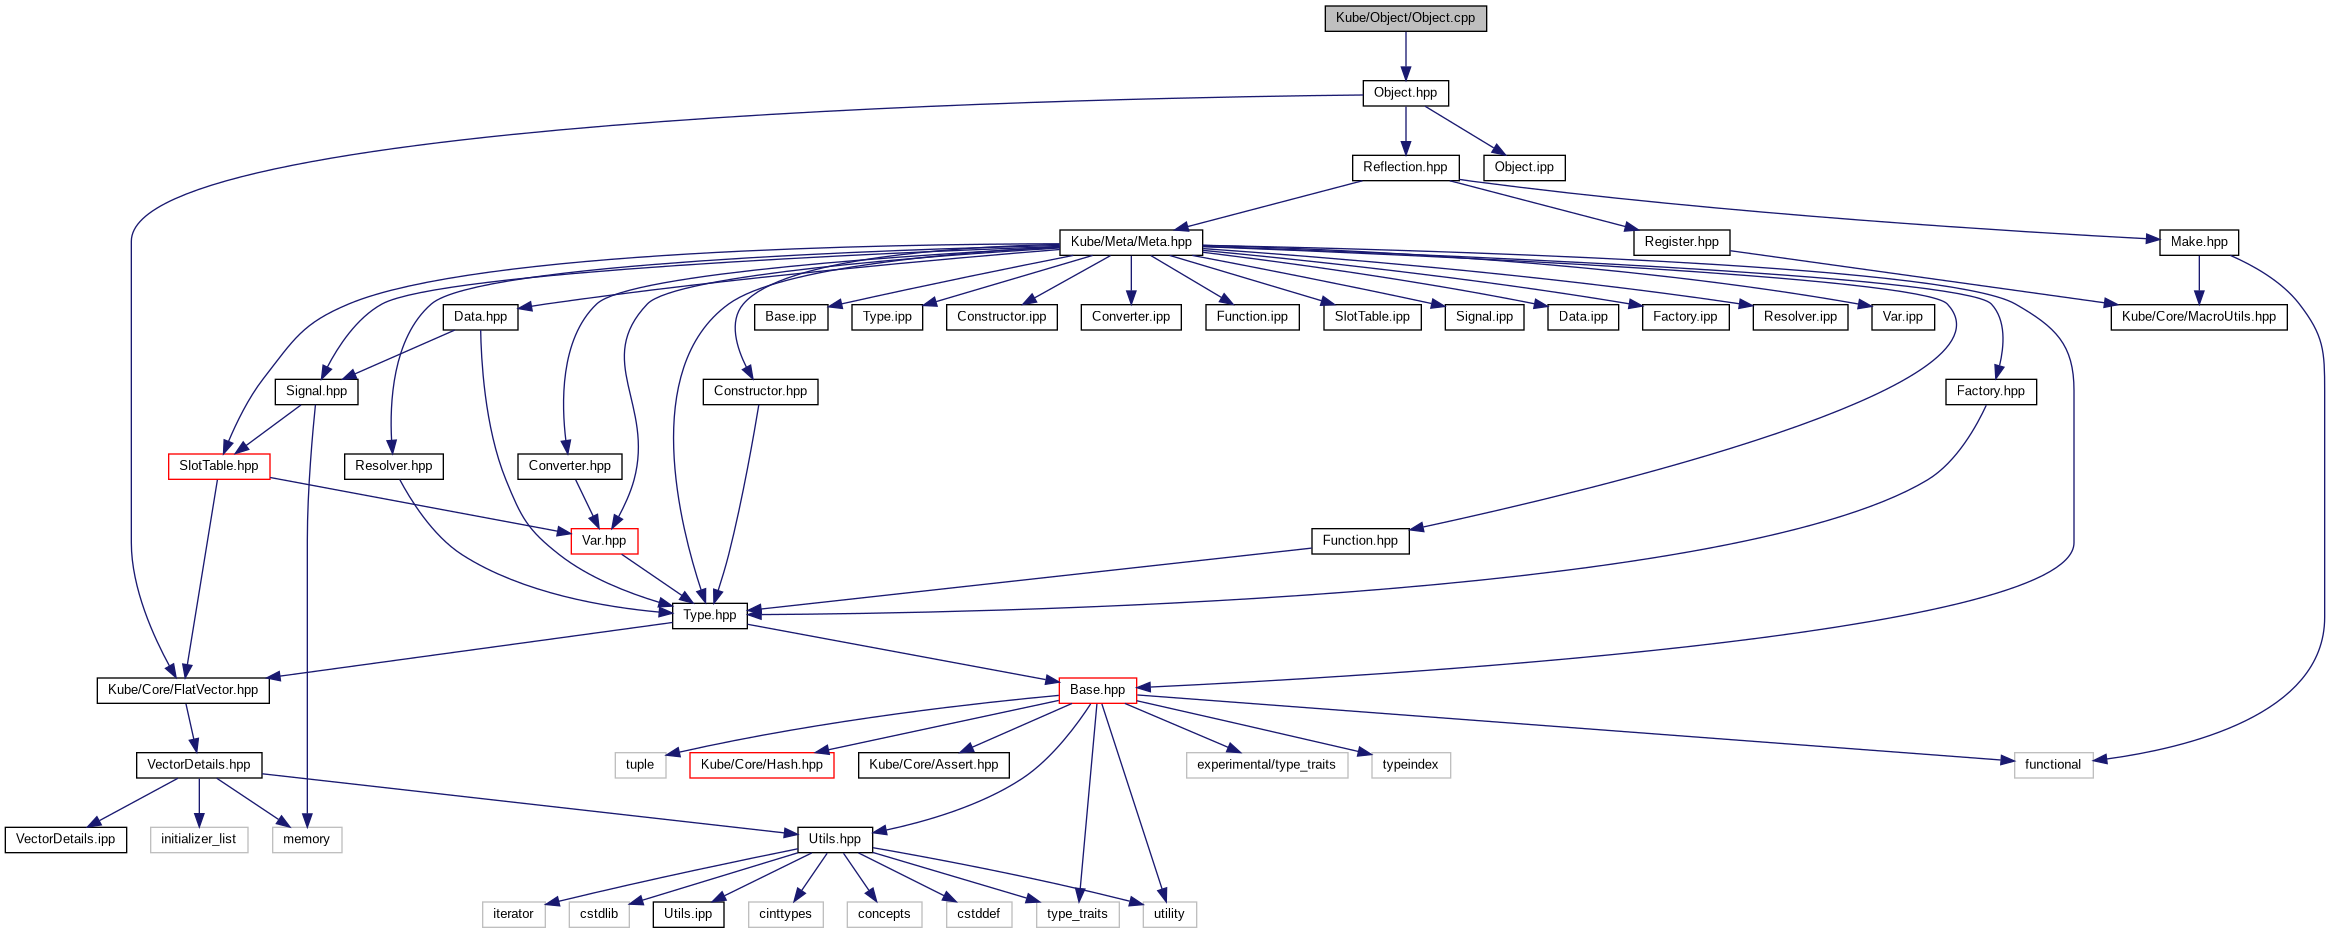 Kube/Object/Object.cpp
Object.hpp
Reflection.hpp
Object.ipp
Kube/Meta/Meta.hpp
Register.hpp
Make.hpp
Data.hpp
Base.ipp
Type.ipp
Constructor.ipp
Converter.ipp
Function.ipp
SlotTable.ipp
Signal.ipp
Data.ipp
Factory.ipp
Resolver.ipp
Var.ipp
Kube/Core/MacroUtils.hpp
Signal.hpp
Constructor.hpp
Factory.hpp
SlotTable.hpp
Resolver.hpp
Converter.hpp
Var.hpp
Function.hpp
Type.hpp
Kube/Core/FlatVector.hpp
Base.hpp
VectorDetails.hpp
tuple
Kube/Core/Hash.hpp
Kube/Core/Assert.hpp
experimental/type_traits
typeindex
functional
VectorDetails.ipp
initializer_list
memory
Utils.hpp
iterator
cstdlib
Utils.ipp
cinttypes
concepts
cstddef
type_traits
utility